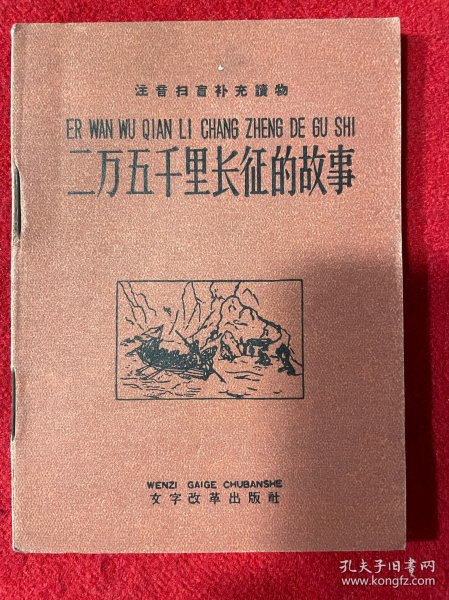 注音扫盲补充讀物
ER WAN WU QIAN LI CHANG ZHENG DE GU SHI
二万五千里长征的故事
WENZI GAIGE CHUBANSHE
文字改革出版社
孔夫子旧书网
www.kongfz.com